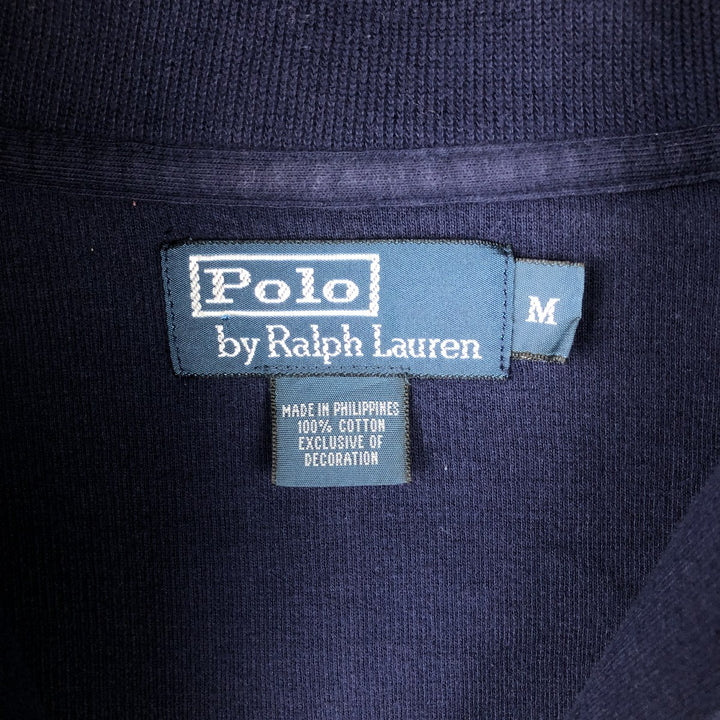 Polo
by Ralph Lauren
M
MADE IN PHILIPPINES
100% COTTON
EXCLUSIVE OF
DECORATION